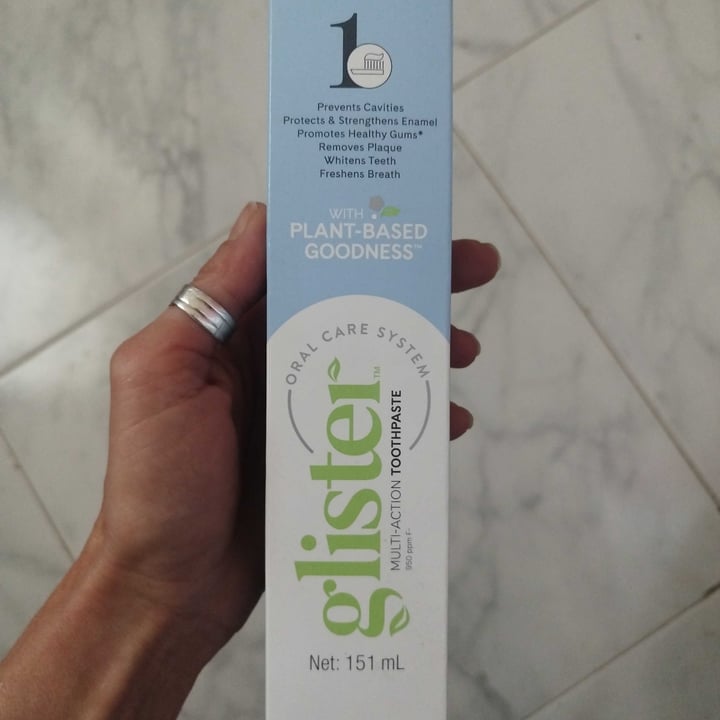 1
Prevents Cavities
Protects & Strengthens Enamel
Promotes Healthy Gums*
Removes Plaque
Whitens Teeth
Freshens Breath
WITH
PLANT-BASED
GOODNESS™
ORAL CARE SYSTEM
glister™
MULTI-ACTION TOOTHPASTE
950 ppm F-
Net: 151 mL